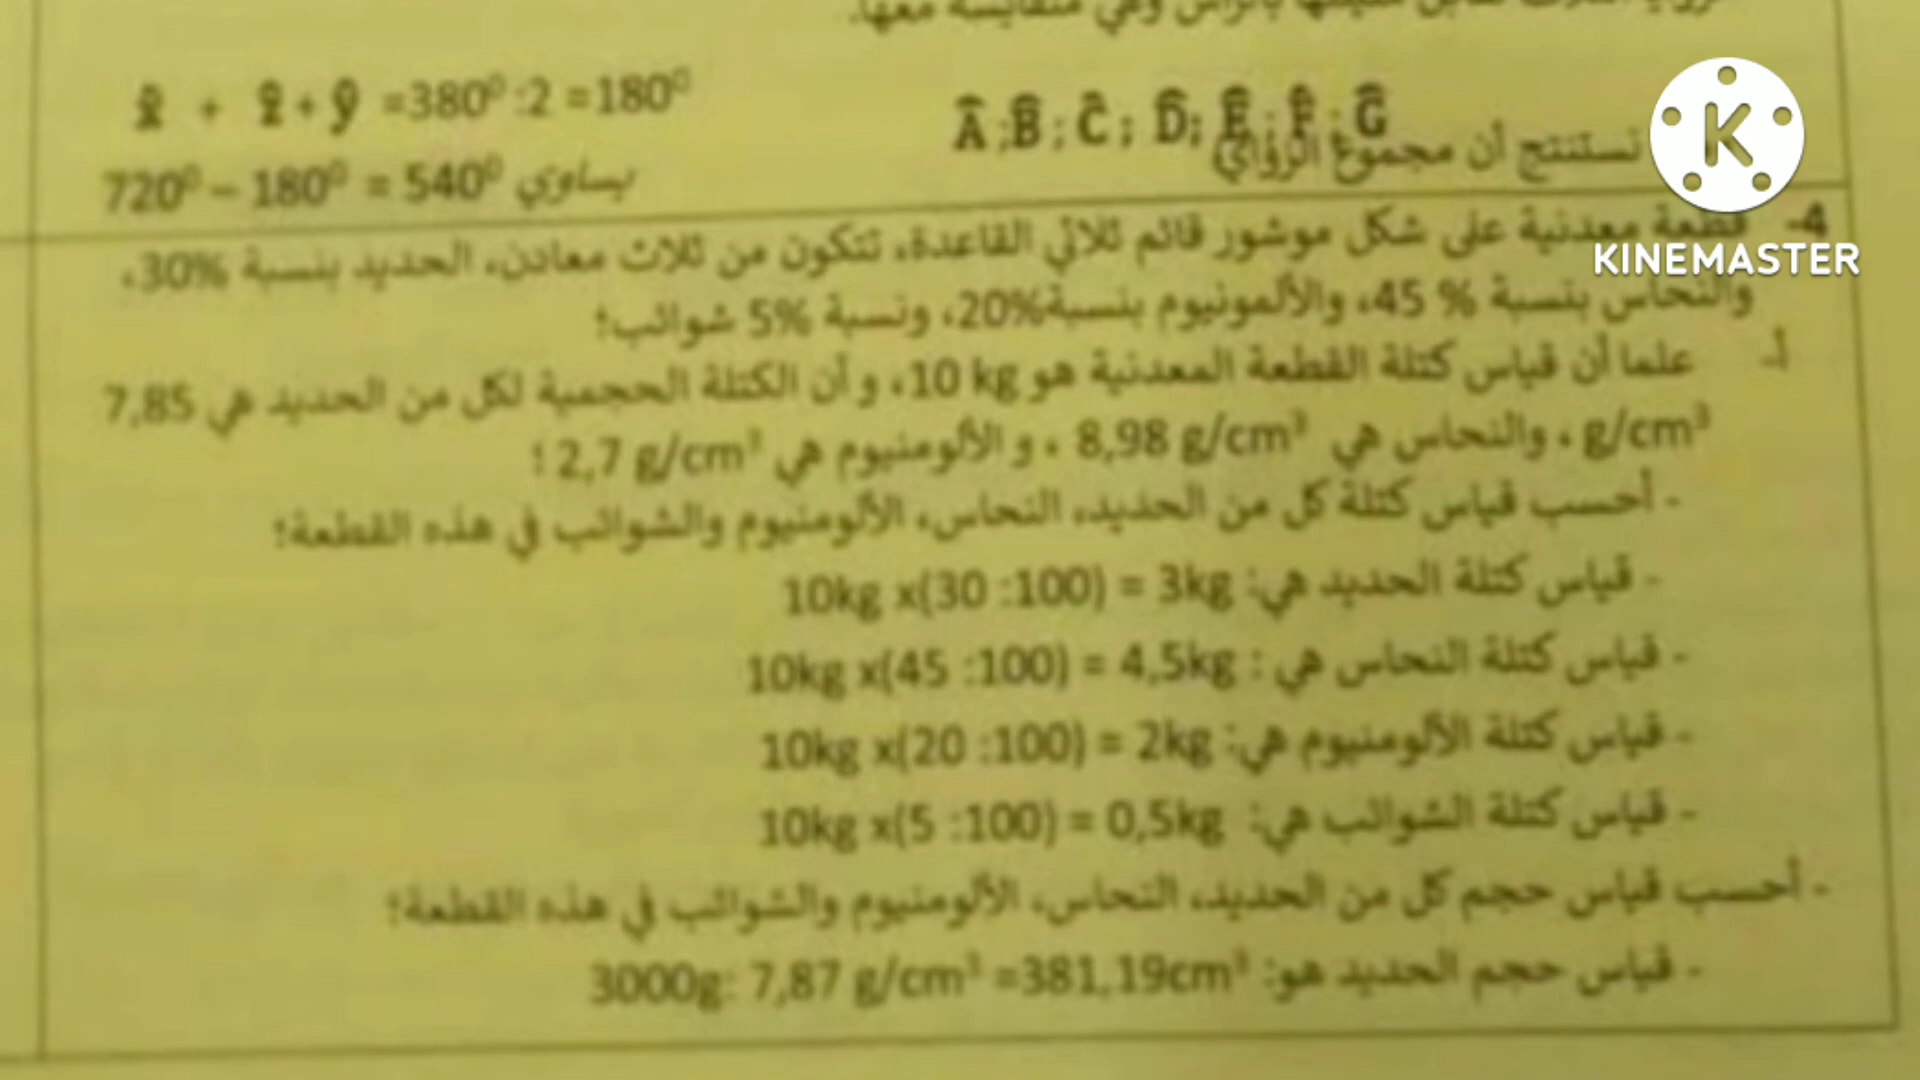 Â ;B̂ ; Ĉ ; D̂; Ê ; F̂ ; Ĝ
نستنتج أن مجموع الزوايا
x̂ + ẑ + ŷ =380⁰ :2 =180⁰
يساوي 720⁰ – 180⁰ = 540⁰
4- قطعة معدنية على شكل موشور قائم ثلاثي القاعدة، تتكون من ثلاث معادن، الحديد بنسبة 30%،
والنحاس بنسبة % 45، والألمونيوم بنسبة20%، ونسبة 5% شوائب؛
أ- علما أن قياس كتلة القطعة المعدنية هو 10 kg، و أن الكتلة الحجمية لكل من الحديد هي 7,85
g/cm³ ، والنحاس هي 8,98 g/cm³ ، و الألومنيوم هي 2,7 g/cm³ ؛
- أحسب قياس كتلة كل من الحديد، النحاس، الألومنيوم والشوائب في هذه القطعة؛
- قياس كتلة الحديد هي: 10kg x(30 :100) = 3kg
- قياس كتلة النحاس هي : 10kg x(45 :100) = 4,5kg
- قياس كتلة الألومنيوم هي: 10kg x(20 :100) = 2kg
- قياس كتلة الشوائب هي: 10kg x(5 :100) = 0,5kg
- أحسب قياس حجم كل من الحديد، النحاس، الألومنيوم والشوائب في هذه القطعة؛
- قياس حجم الحديد هو: 3000g: 7,87 g/cm³ =381,19cm³
K
KINEMASTER